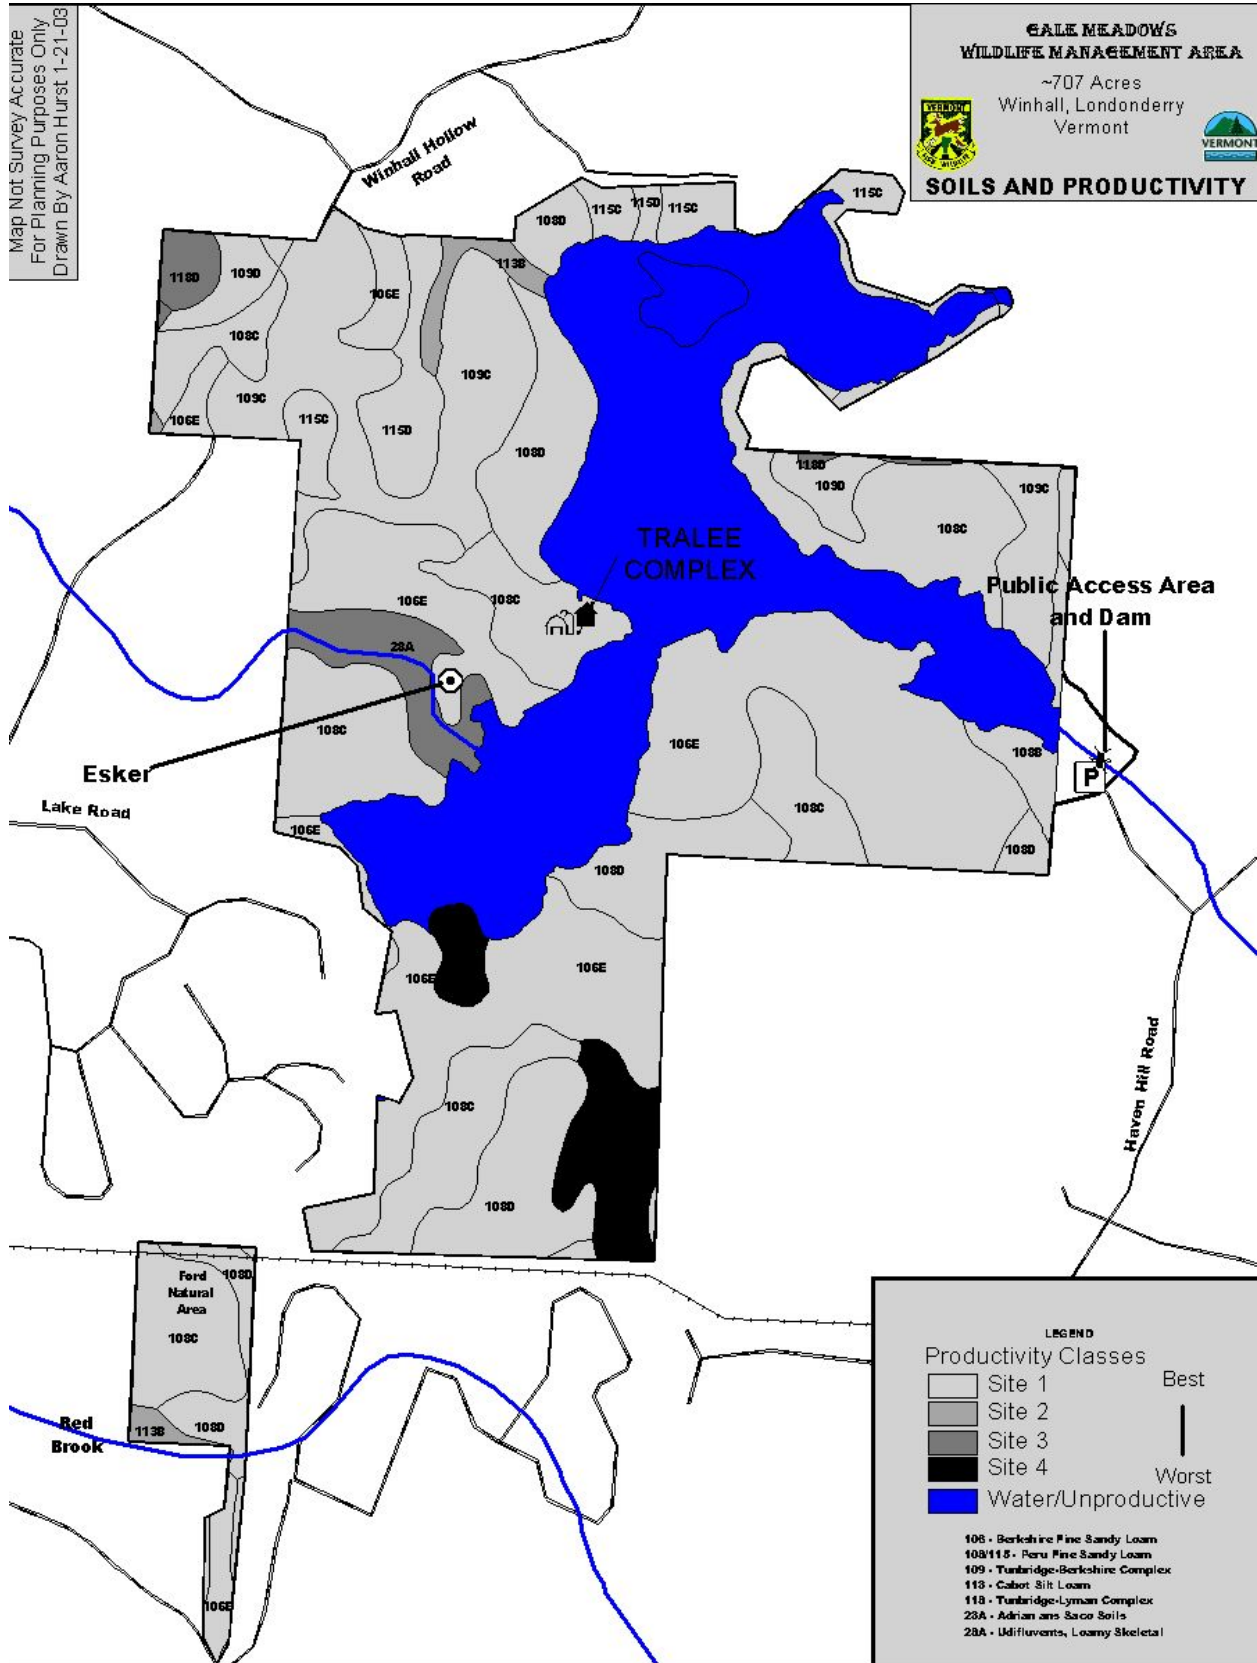 Map Not Survey Accurate
For Planning Purposes Only
Drawn By Aaron Hurst 1-21-03
GALE MEADOWS
WILDLIFE MANAGEMENT AREA
~707 Acres
Winhall, Londonderry
Vermont
VERMONT
VERMONT
SOILS AND PRODUCTIVITY
Winhall Hollow
Road
115C
108D
115C
115D
115C
118D
109D
106E
113B
108C
109C
109C
106E
115C
115D
108D
118D
109D
109C
108C
TRALEE
COMPLEX
Public Access Area
and Dam
106E
108C
28A
108C
Esker
106E
108B
P
Lake Road
108C
106E
108D
108D
106E
106E
Haven Hill Road
108C
108D
Ford
Natural
Area
108D
108C
Red
Brook
113B
108D
106E
LEGEND
Productivity Classes
Site 1
Best
Site 2
Site 3
Site 4
Worst
Water/Unproductive
106 - Berkshire Fine Sandy Loam
108/115 - Peru Fine Sandy Loam
109 - Tunbridge-Berkshire Complex
113 - Cabot Silt Loam
118 - Tunbridge-Lyman Complex
23A - Adrian ans Saco Soils
28A - Udifluvents, Loamy Skeletal